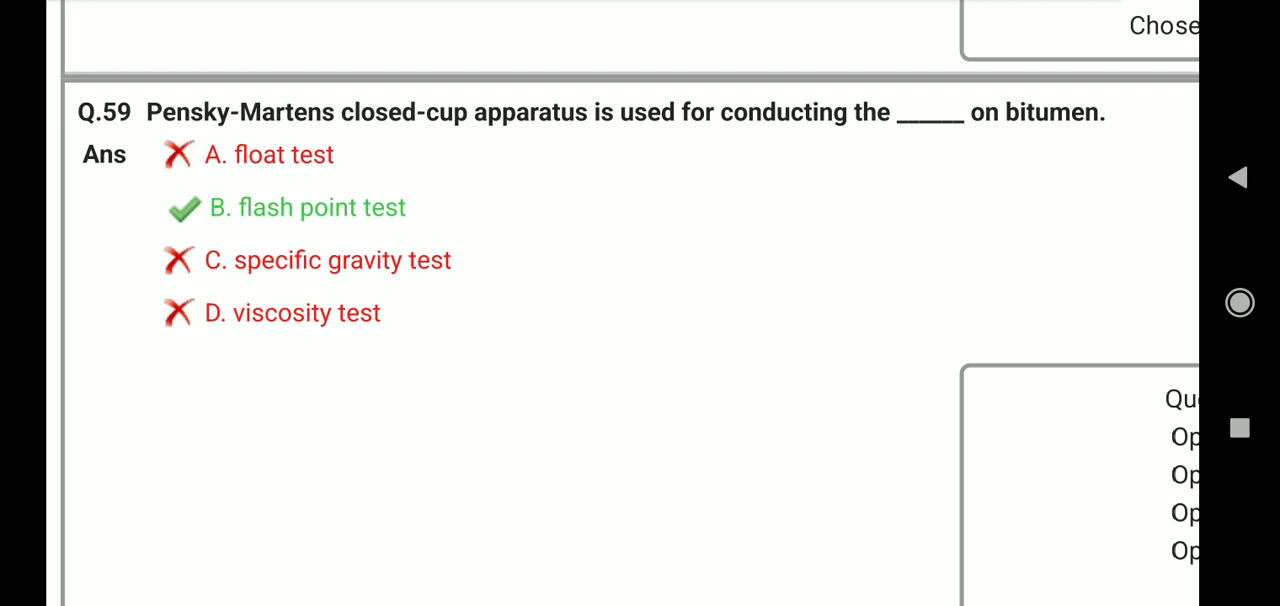 Chose
Q.59 Pensky-Martens closed-cup apparatus is used for conducting the ______ on bitumen.
Ans A. float test
B. flash point test
C. specific gravity test
D. viscosity test
Qu
Op
Op
Op
Op